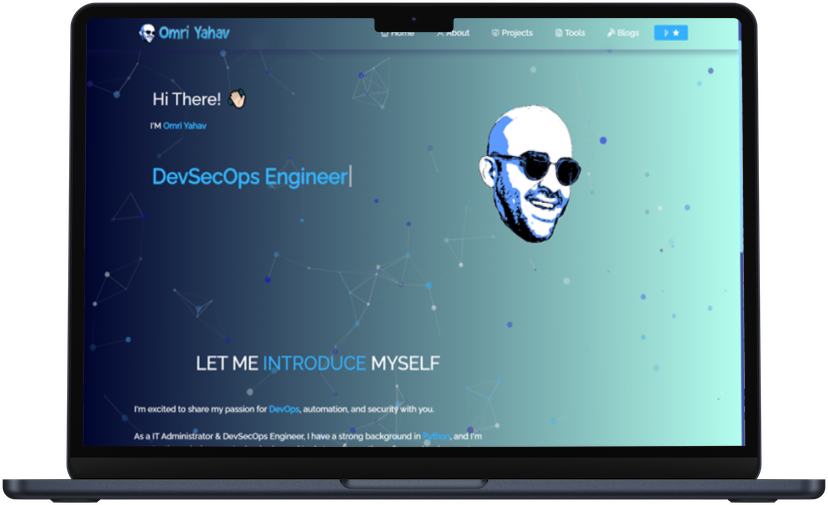 Omri Yahav
Home About Projects Tools Blogs
Hi There!
I'M Omri Yahav
DevSecOps Engineer
LET ME INTRODUCE MYSELF
I'm excited to share my passion for DevOps, automation, and security with you.
As a IT Administrator & DevSecOps Engineer, I have a strong background in Python, and I'm